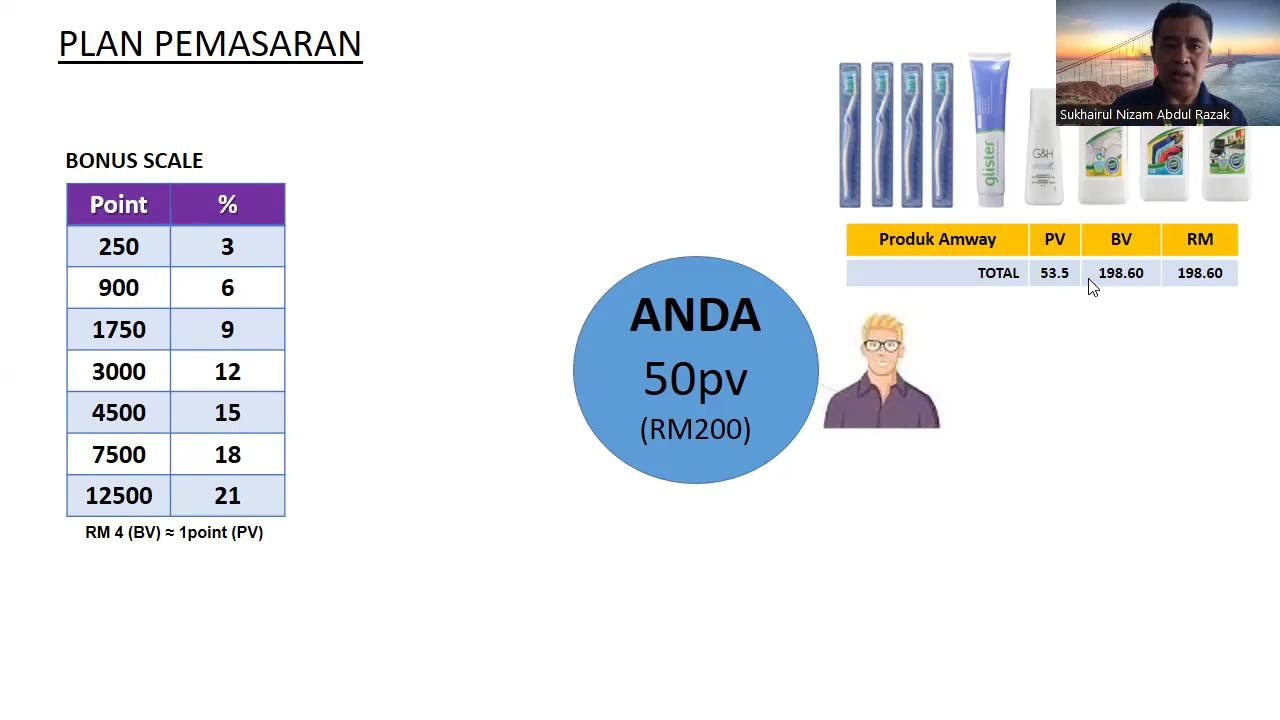 PLAN PEMASARAN
Sukhairul Nizam Abdul Razak
BONUS SCALE
Point %
250 3
900 6
1750 9
3000 12
4500 15
7500 18
12500 21
RM 4 (BV) ≈ 1point (PV)
glister
G&H
Produk Amway PV BV RM
TOTAL 53.5 198.60 198.60
ANDA
50pv
(RM200)